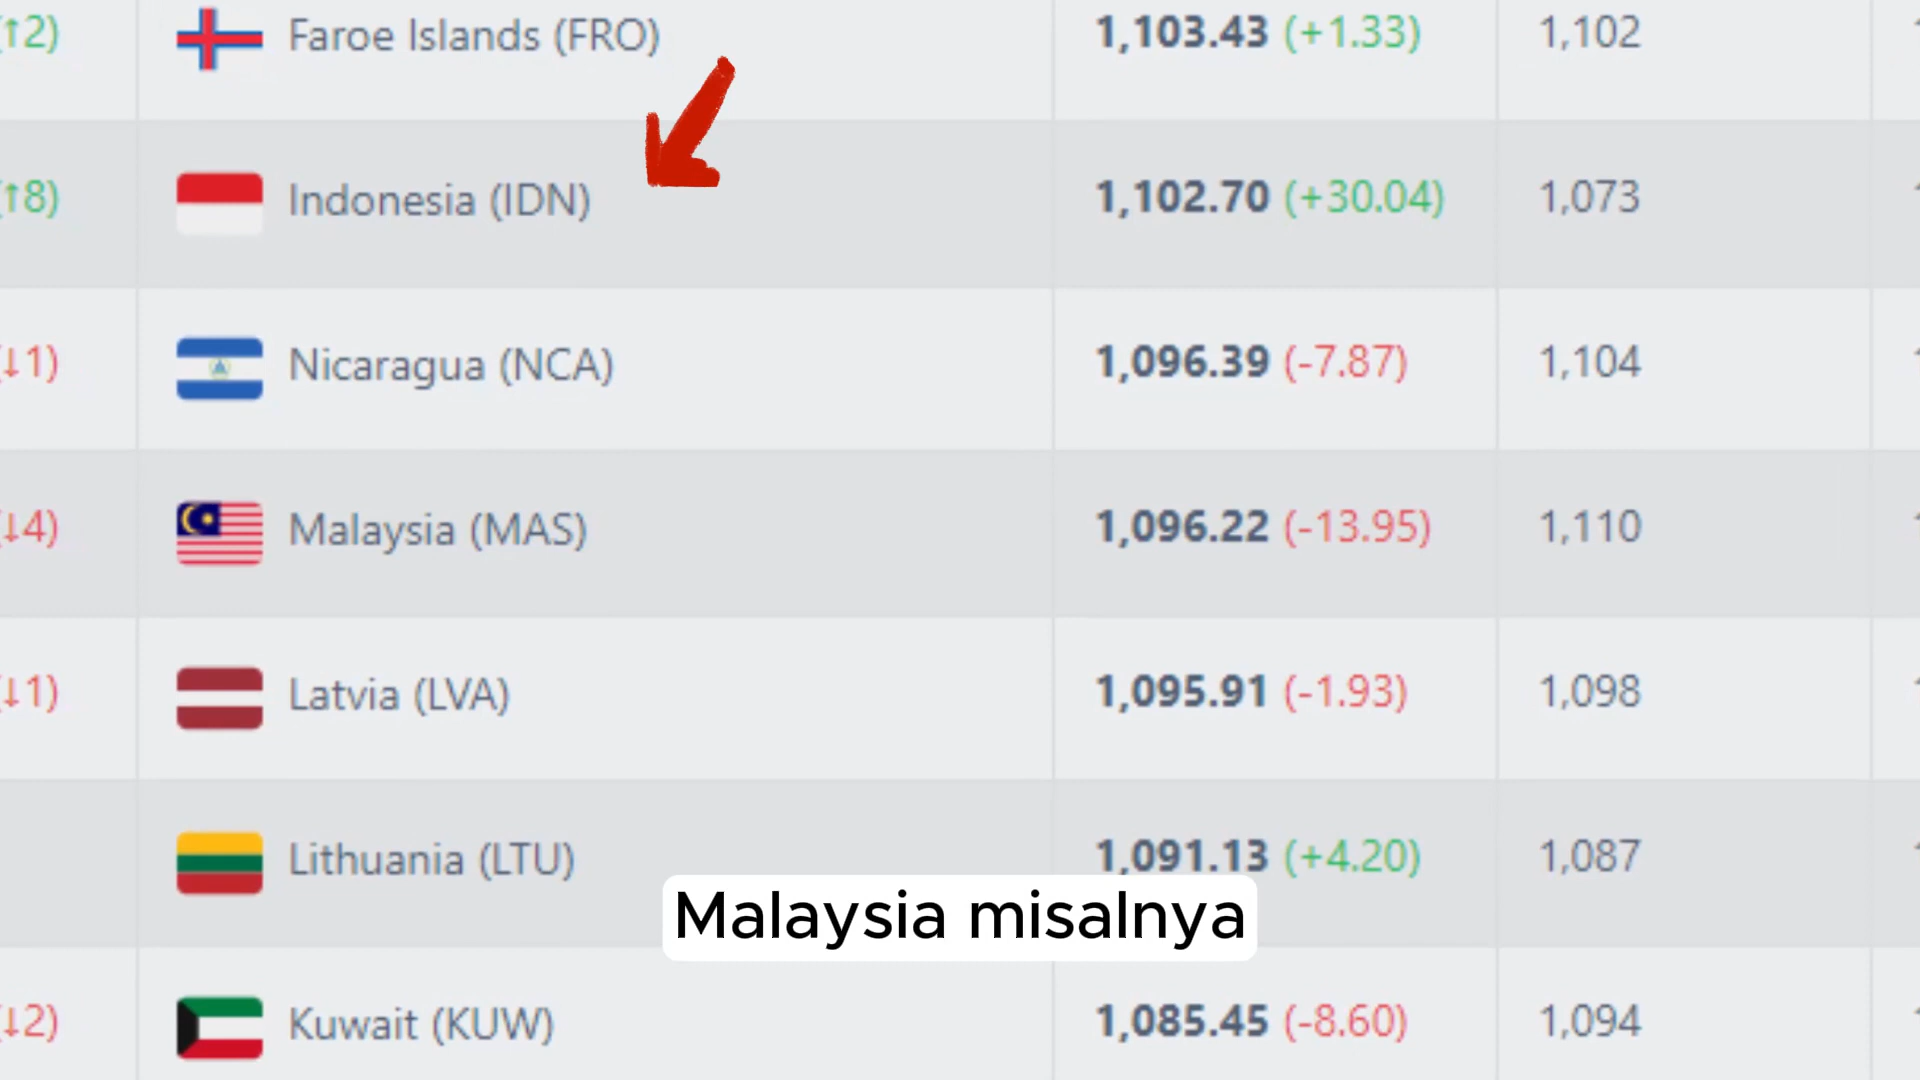 (↑2) Faroe Islands (FRO) 1,103.43 (+1.33) 1,102
(↑8) Indonesia (IDN) 1,102.70 (+30.04) 1,073
(↓1) Nicaragua (NCA) 1,096.39 (-7.87) 1,104
(↓4) Malaysia (MAS) 1,096.22 (-13.95) 1,110
(↓1) Latvia (LVA) 1,095.91 (-1.93) 1,098
Lithuania (LTU) 1,091.13 (+4.20) 1,087
Malaysia misalnya
(↓2) Kuwait (KUW) 1,085.45 (-8.60) 1,094